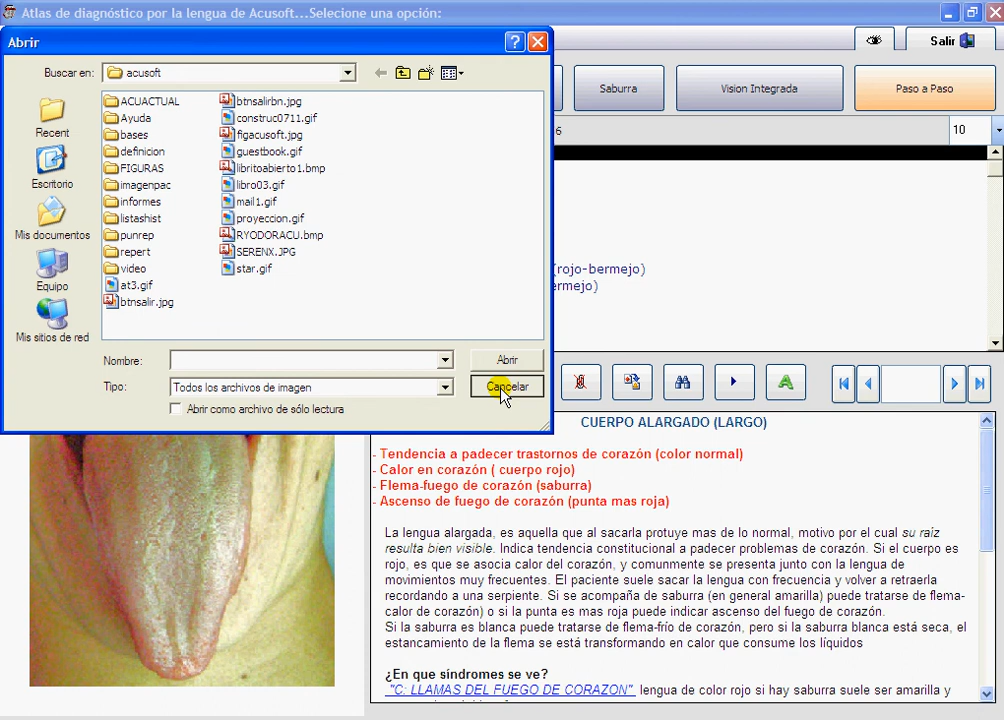 Atlas de diagnóstico por la lengua de Acusoft...Selecione una opción:
Abrir
Salir
Buscar en:
acusoft
Saburra
Vision Integrada
Paso a Paso
6
10
Recent
Escritorio
Mis documentos
Equipo
Mis sitios de red
ACUACTUAL
Ayuda
bases
definicion
FIGURAS
imagenpac
informes
listashist
punrep
repert
video
at3.gif
btnsalir.jpg
btnsalirbn.jpg
construc0711.gif
figacusoft.jpg
guestbook.gif
libritoabierto1.bmp
libro03.gif
mail1.gif
proyeccion.gif
RYODORACU.bmp
SERENX.JPG
star.gif
(rojo-bermejo)
ermejo)
Nombre:
Abrir
Tipo:
Todos los archivos de imagen
Cancelar
Abrir como archivo de sólo lectura
A
CUERPO ALARGADO (LARGO)
- Tendencia a padecer trastornos de corazón (color normal)
- Calor en corazón ( cuerpo rojo)
- Flema-fuego de corazón (saburra)
- Ascenso de fuego de corazón (punta mas roja)
La lengua alargada, es aquella que al sacarla protuye mas de lo normal, motivo por el cual su raiz
resulta bien visible. Indica tendencia constitucional a padecer problemas de corazón. Si el cuerpo es
rojo, es que se asocia calor del corazón, y comunmente se presenta junto con la lengua de
movimientos muy frecuentes. El paciente suele sacar la lengua con frecuencia y volver a retraerla
recordando a una serpiente. Si se acompaña de saburra (en general amarilla) puede tratarse de flema-
calor de corazón) o si la punta es mas roja puede indicar ascenso del fuego de corazón.
Si la saburra es blanca puede tratarse de flema-frío de corazón, pero si la saburra blanca está seca, el
estancamiento de la flema se está transformando en calor que consume los líquidos
¿En que síndromes se ve?
"C: LLAMAS DEL FUEGO DE CORAZON", lengua de color rojo si hay saburra suele ser amarilla y